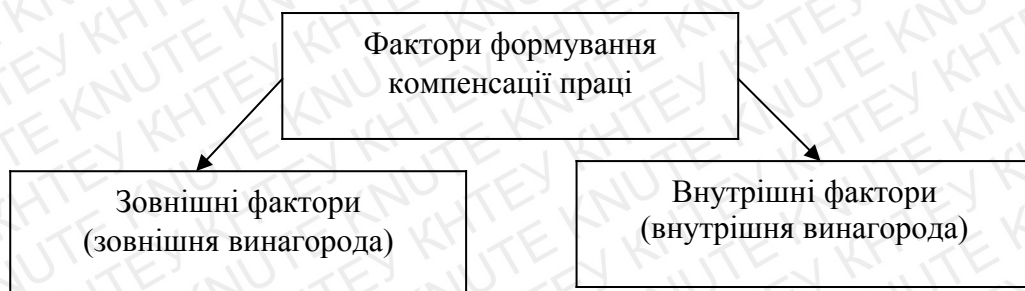 Фактори формування
компенсації праці
Зовнішні фактори
(зовнішня винагорода)
Внутрішні фактори
(внутрішня винагорода)